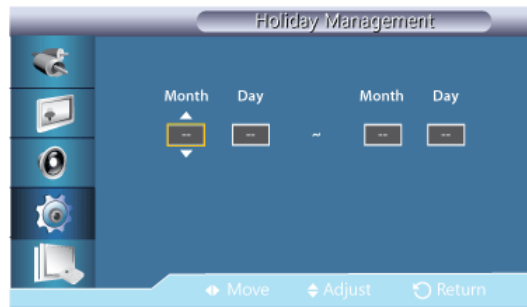 Holiday Management
Month Day Month Day
-- -- ~ -- --
Move Adjust Return